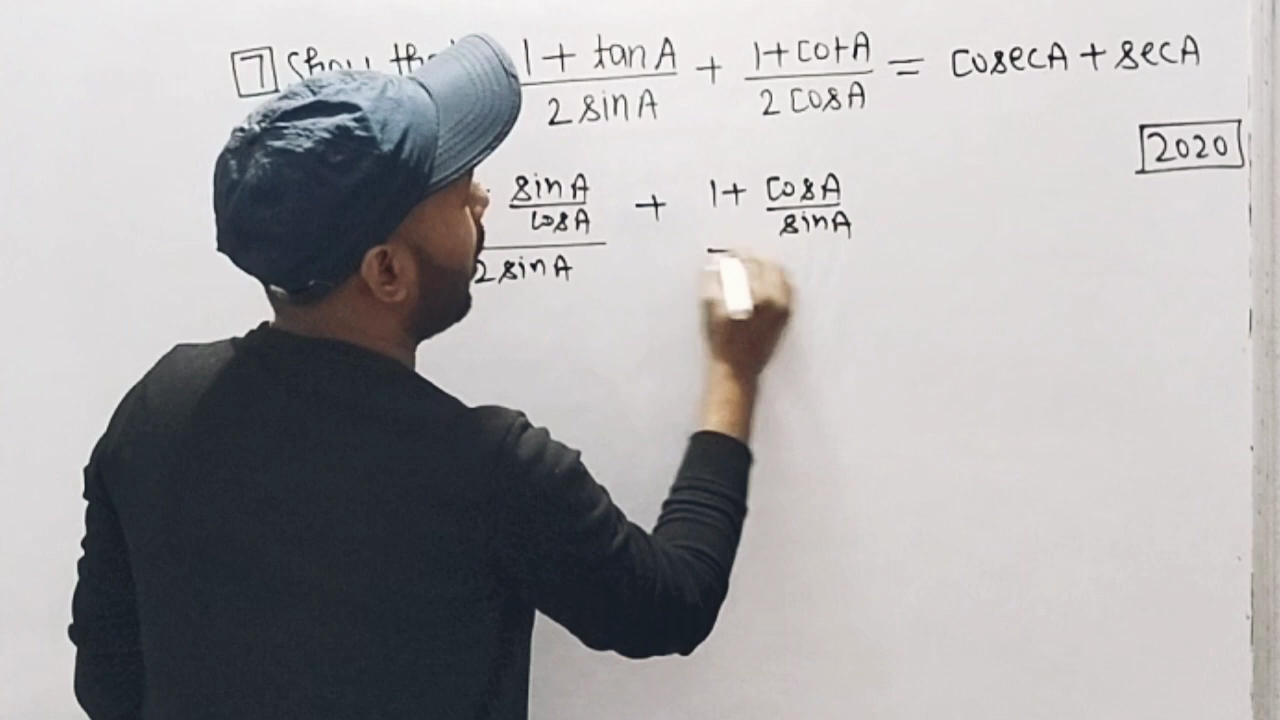 7 Show that 1 + tanA / 2 sinA + 1 + cotA / 2 cosA = cosecA + secA
2020
sinA / cosA / 2 sinA + 1 + cosA / sinA